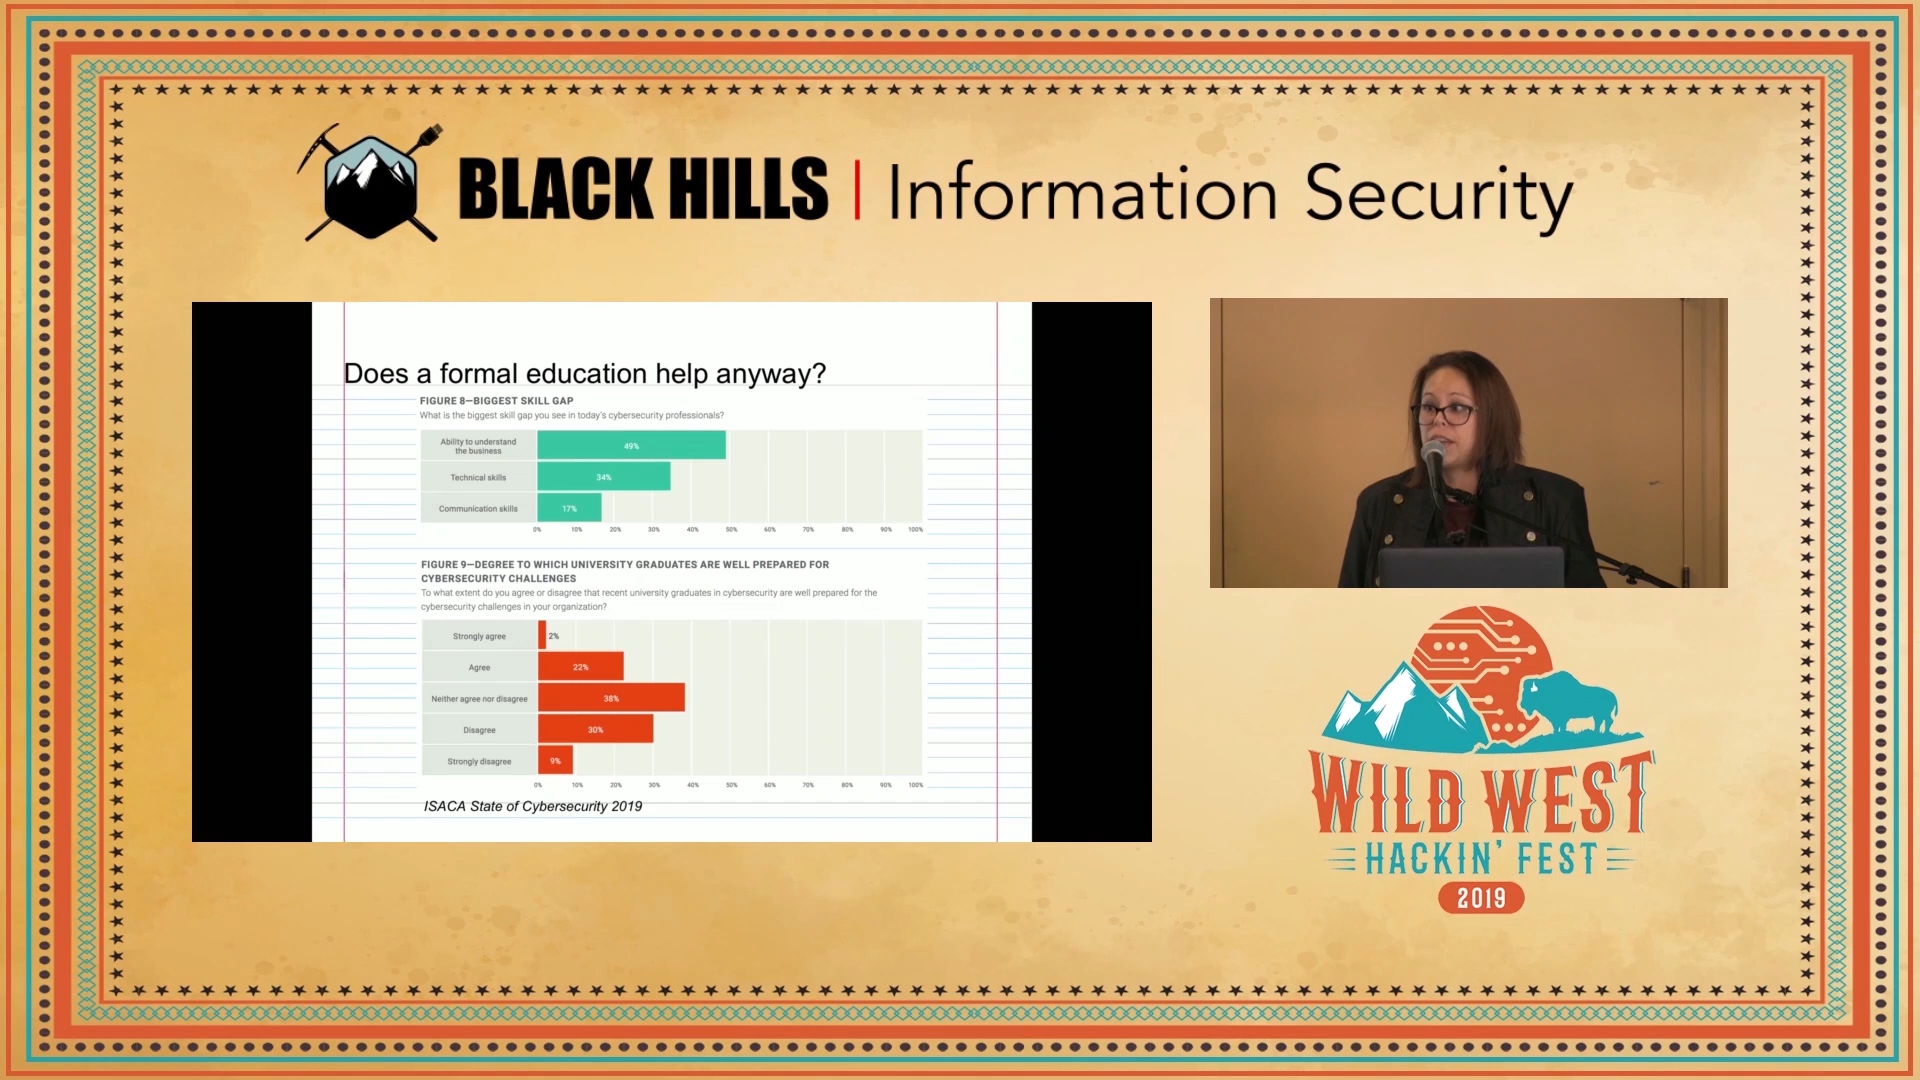 BLACK HILLS | Information Security
Does a formal education help anyway?
FIGURE 8—BIGGEST SKILL GAP
What is the biggest skill gap you see in today's cybersecurity professionals?
Ability to understand
the business
49%
Technical skills
34%
Communication skills
17%
0% 10% 20% 30% 40% 50% 60% 70% 80% 90% 100%
FIGURE 9—DEGREE TO WHICH UNIVERSITY GRADUATES ARE WELL PREPARED FOR
CYBERSECURITY CHALLENGES
To what extent do you agree or disagree that recent university graduates in cybersecurity are well prepared for the
cybersecurity challenges in your organization?
Strongly agree 2%
Agree 22%
Neither agree nor disagree 38%
Disagree 30%
Strongly disagree 9%
0% 10% 20% 30% 40% 50% 60% 70% 80% 90% 100%
ISACA State of Cybersecurity 2019
WILD WEST
HACKIN' FEST
2019